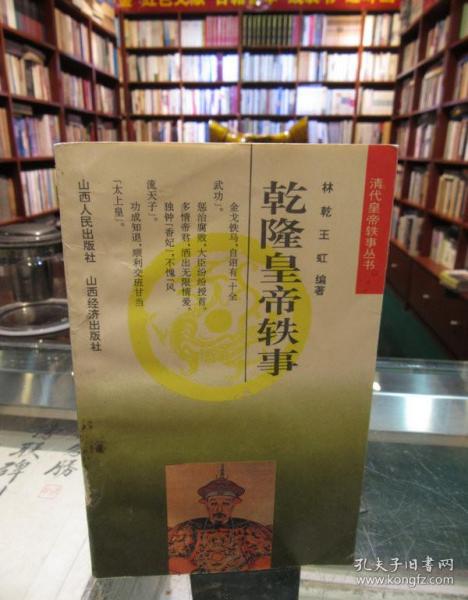 清代皇帝轶事丛书
林乾 王虹 编著
乾隆皇帝轶事
金戈铁马，自诩有“十全
武功”。
惩治腐败，大臣纷纷授首。
多情帝君，洒出无限情爱，
独钟“香妃”，不愧“风
流天子”。
功成知退，顺利交班甘当
“太上皇”。
山西人民出版社 山西经济出版社
孔夫子旧书网
www.kongfz.com